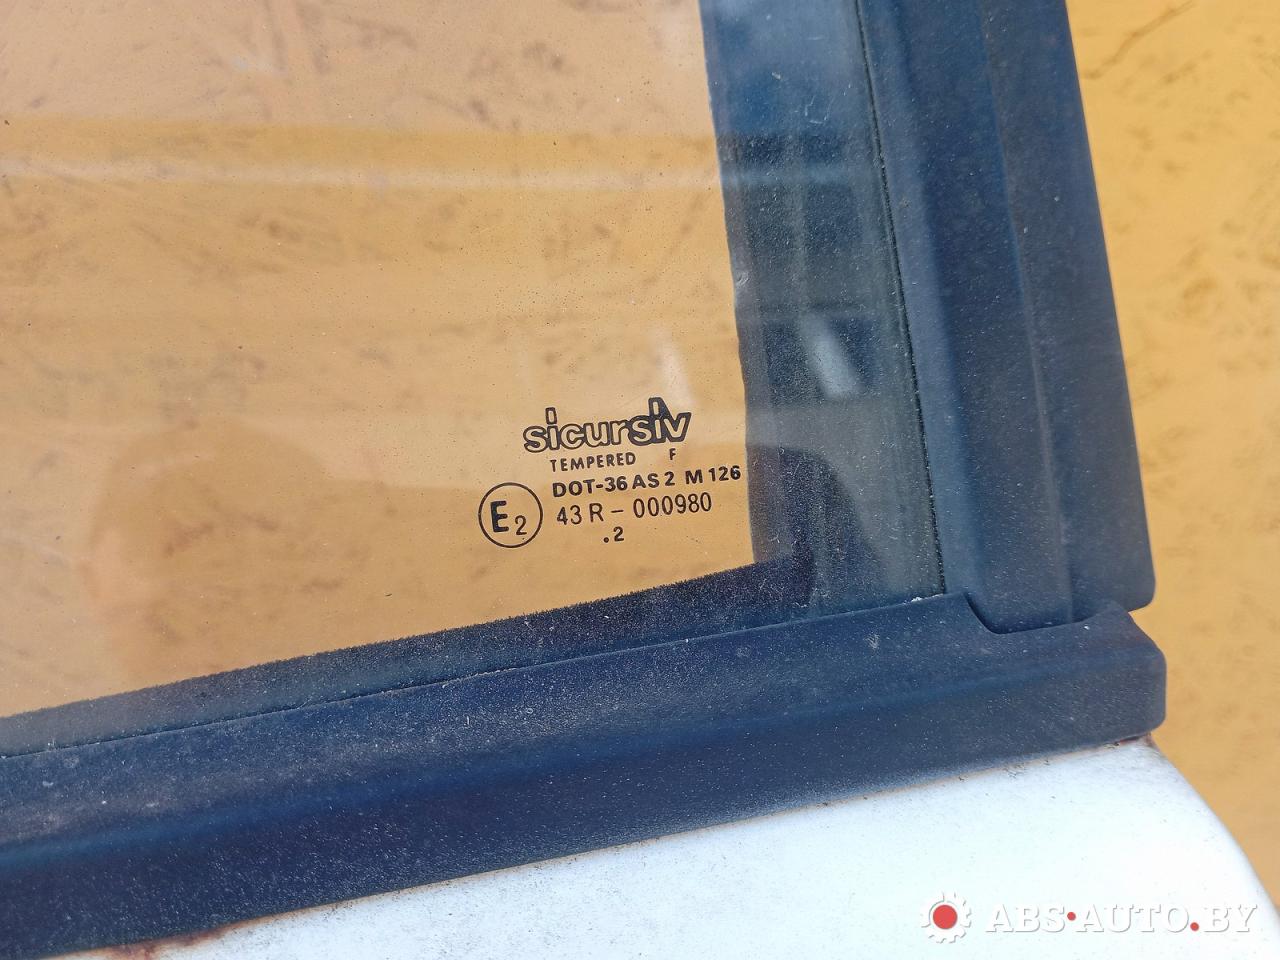 sicursiv
TEMPERED F
DOT-36 AS 2 M 126
E2 43 R - 000980
.2
ABS-AUTO.BY